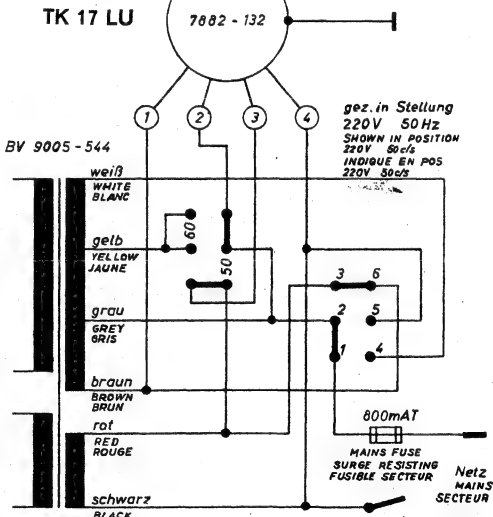 TK 17 LU
7882 - 132
1
2
3
4
gez. in Stellung
220V 50 Hz
SHOWN IN POSITION
220V 50c/s
INDIQUE EN POS
220V 50c/s
BV 9005 - 544
weiß
WHITE
BLANC
60
gelb
YELLOW
JAUNE
50
3 6
grau
GREY
GRIS
2 5
1 4
braun
BROWN
BRUN
rot
RED
ROUGE
800mAT
MAINS FUSE
SURGE RESISTING
FUSIBLE SECTEUR
Netz
MAINS
SECTEUR
schwarz
BLACK